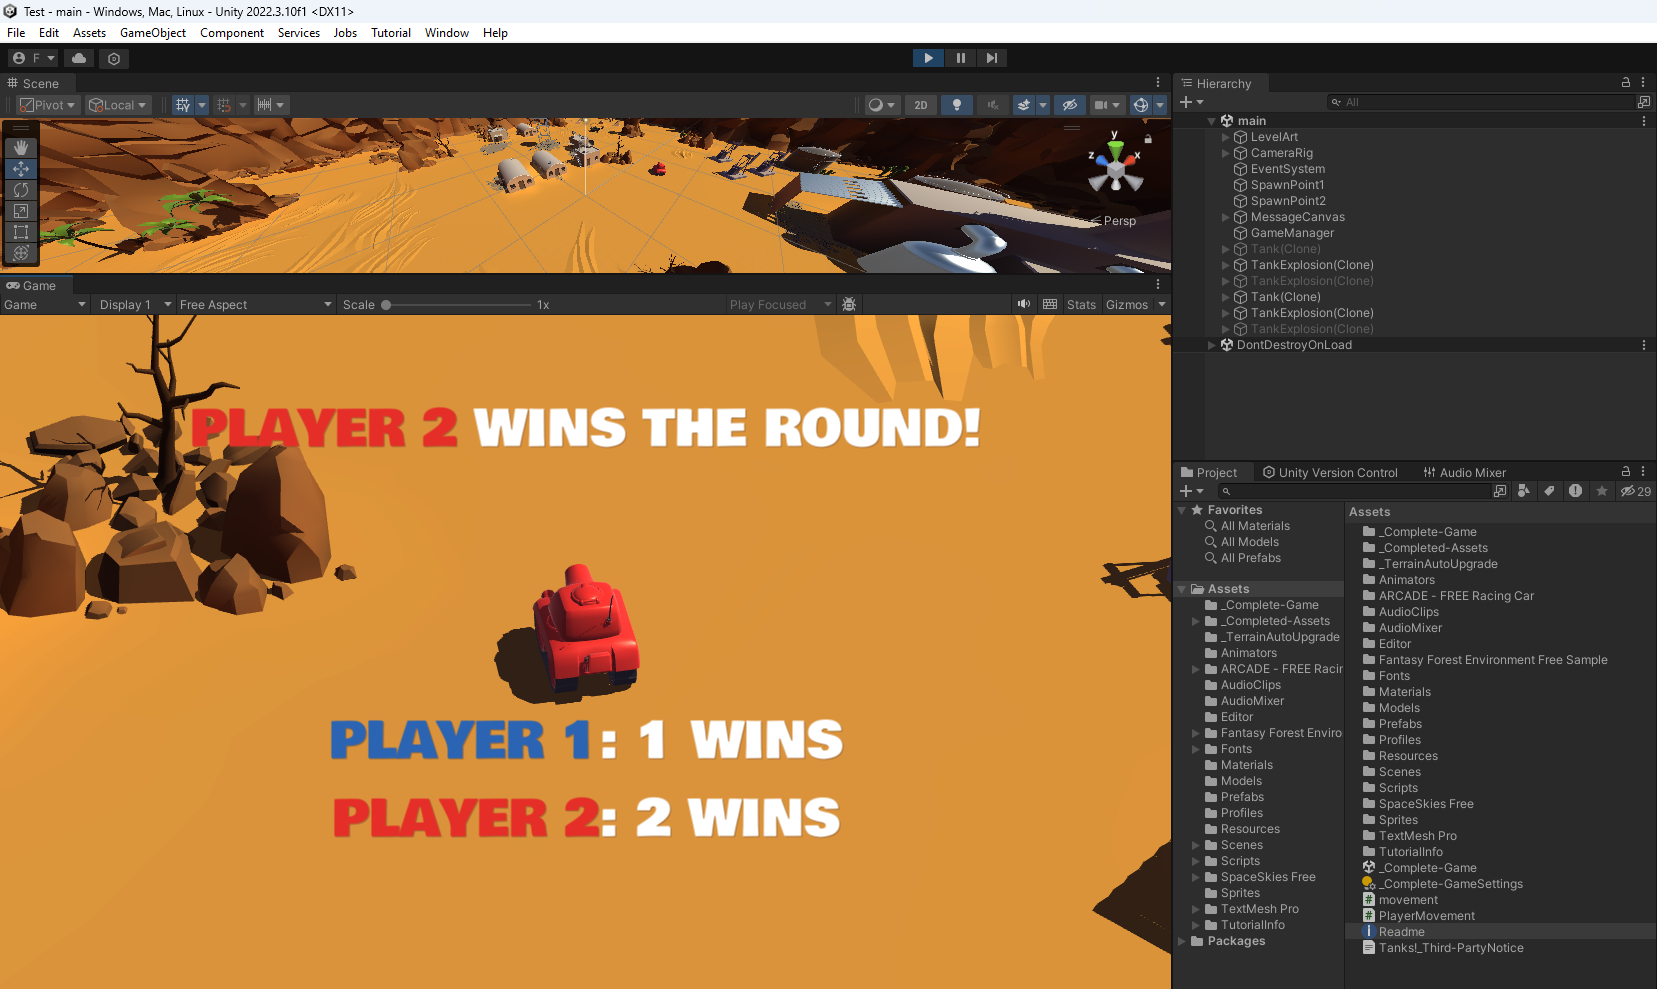 Test - main - Windows, Mac, Linux - Unity 2022.3.10f1 <DX11>
File Edit Assets GameObject Component Services Jobs Tutorial Window Help
F
Scene
Pivot Local 2D
y
z x
Persp
Game
Game Display 1 Free Aspect Scale 1x Play Focused Stats Gizmos
PLAYER 2 WINS THE ROUND!
PLAYER 1: 1 WINS
PLAYER 2: 2 WINS
Hierarchy
All
main
LevelArt
CameraRig
EventSystem
SpawnPoint1
SpawnPoint2
MessageCanvas
GameManager
Tank(Clone)
TankExplosion(Clone)
TankExplosion(Clone)
Tank(Clone)
TankExplosion(Clone)
TankExplosion(Clone)
DontDestroyOnLoad
Project Unity Version Control Audio Mixer
29
Favorites
All Materials
All Models
All Prefabs
Assets
_Complete-Game
_Completed-Assets
_TerrainAutoUpgrade
Animators
ARCADE - FREE Racir
AudioClips
AudioMixer
Editor
Fantasy Forest Enviro
Fonts
Materials
Models
Prefabs
Profiles
Resources
Scenes
Scripts
SpaceSkies Free
Sprites
TextMesh Pro
TutorialInfo
Packages
Assets
_Complete-Game
_Completed-Assets
_TerrainAutoUpgrade
Animators
ARCADE - FREE Racing Car
AudioClips
AudioMixer
Editor
Fantasy Forest Environment Free Sample
Fonts
Materials
Models
Prefabs
Profiles
Resources
Scenes
Scripts
SpaceSkies Free
Sprites
TextMesh Pro
TutorialInfo
_Complete-Game
_Complete-GameSettings
movement
PlayerMovement
Readme
Tanks!_Third-PartyNotice